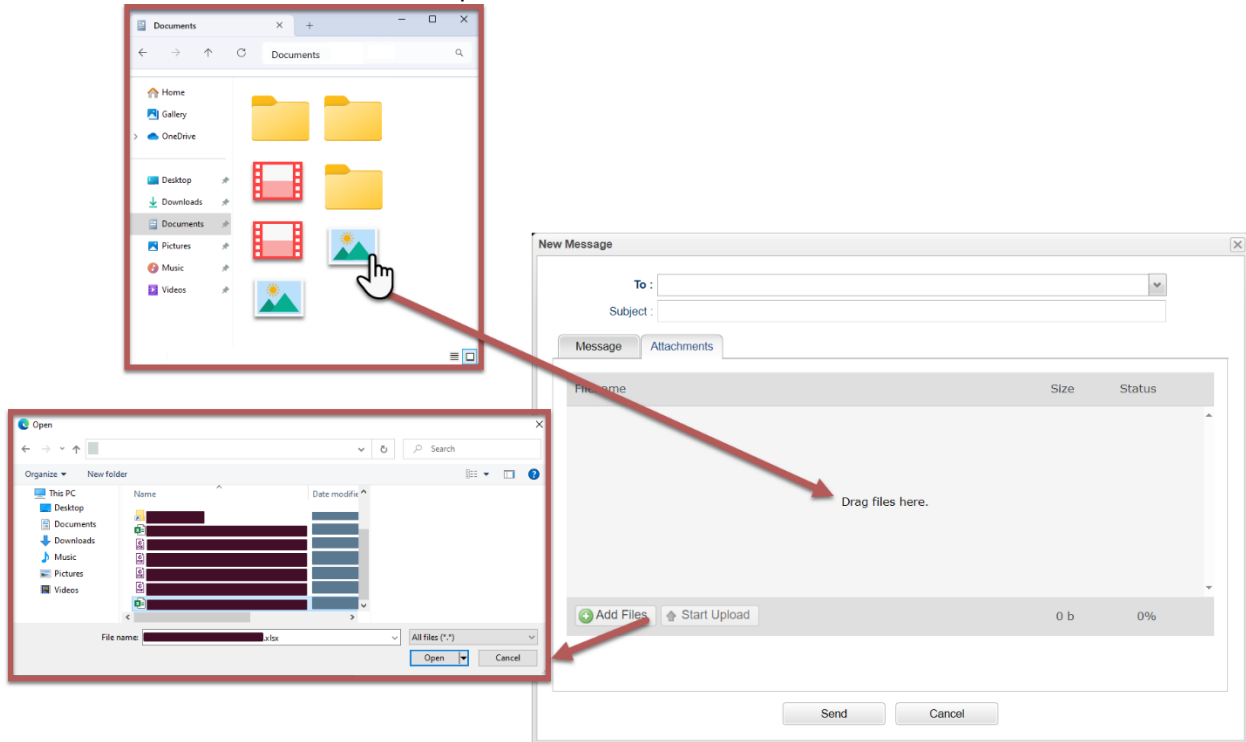 Documents
Documents
Home
Gallery
OneDrive
Desktop
Downloads
Documents
Pictures
Music
Videos
New Message
To :
Subject :
Message Attachments
Filename Size Status
Drag files here.
Add Files Start Upload 0 b 0%
Send Cancel
Open
Search
Organize New folder
This PC
Desktop
Documents
Downloads
Music
Pictures
Videos
Name Date modifie
File name: .xlsx All files (*.*)
Open Cancel